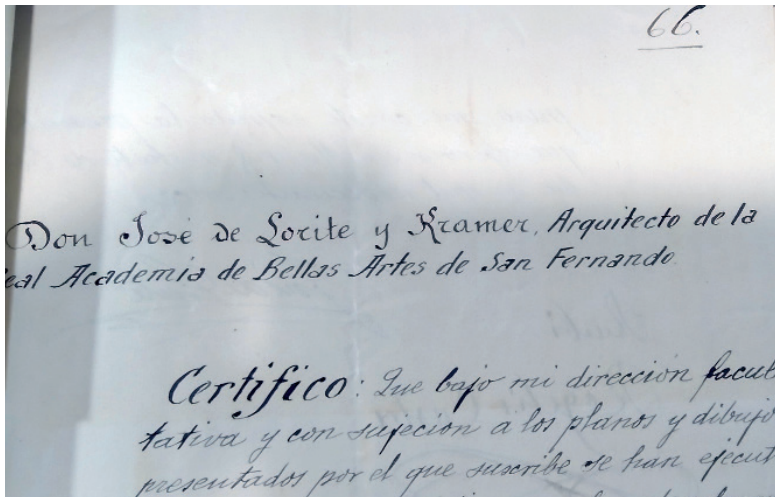 66.
Don José de Lorite y Kramer, Arquitecto de la
eal Academia de Bellas Artes de San Fernando
Certifico: Que bajo mi dirección facul
tativa y con sujecion a los planos y dibujo
presentados por el que suscribe se han ejecut